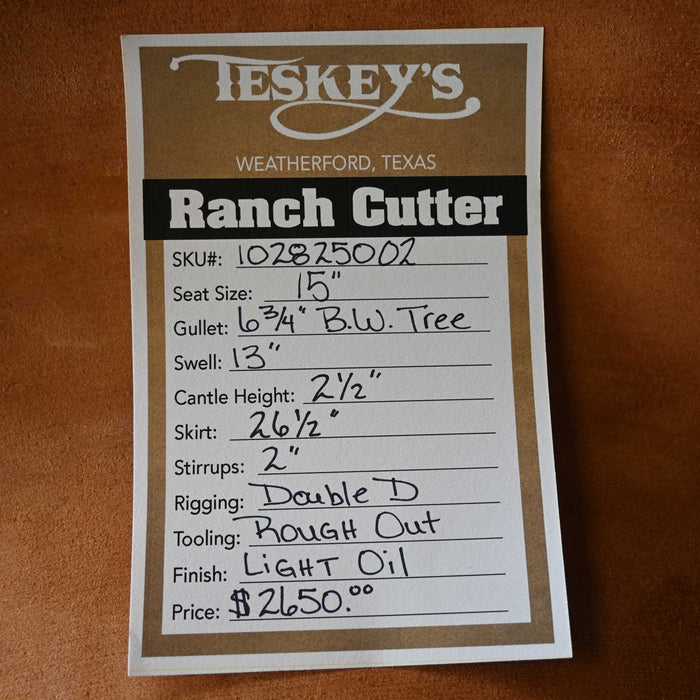 TESKEY'S
WEATHERFORD, TEXAS
Ranch Cutter
SKU#: 102825002
Seat Size: 15"
Gullet: 6 3/4" B.W. Tree
Swell: 13"
Cantle Height: 2 1/2"
Skirt: 26 1/2"
Stirrups: 2"
Rigging: Double D
Tooling: ROUGH Out
Finish: LIGHT Oil
Price: $2650.00